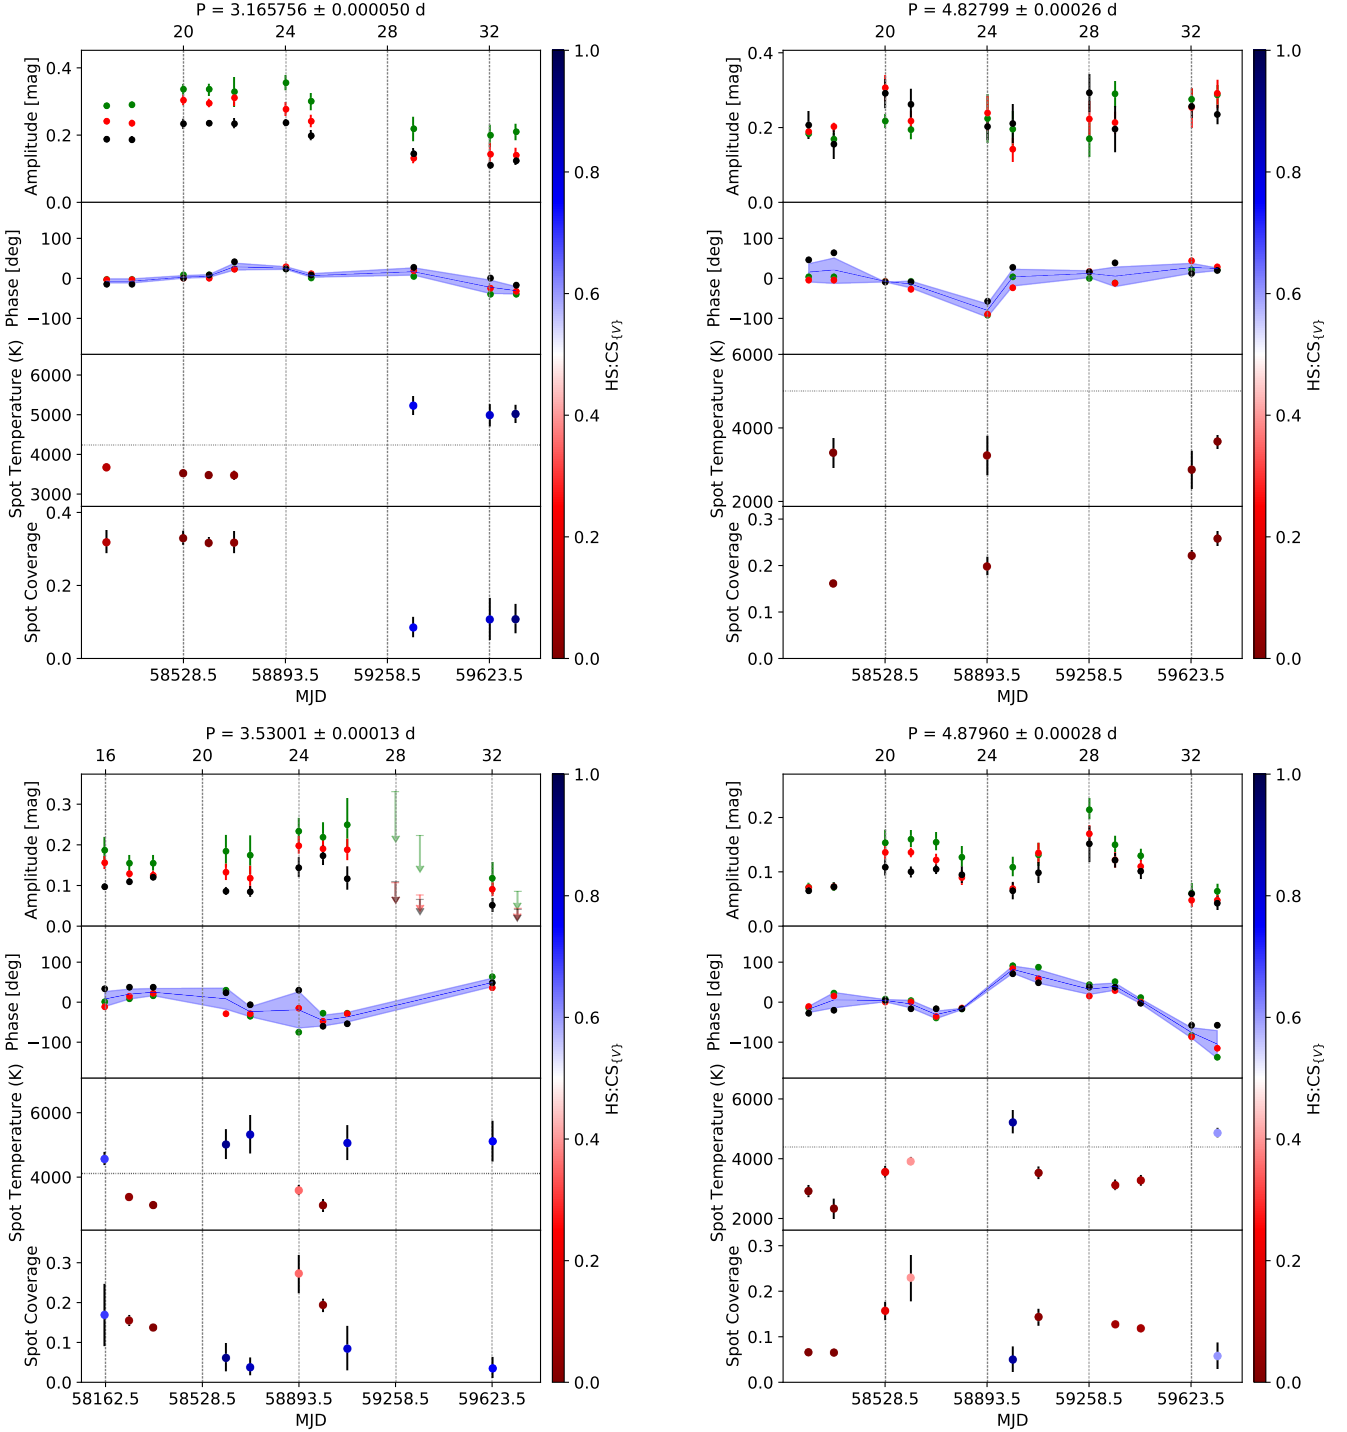 P = 3.165756 ± 0.000050 d
20 24 28 32
Amplitude [mag]
0.4
0.2
0.0
Phase [deg]
100
0
−100
Spot Temperature (K)
6000
5000
4000
3000
Spot Coverage
0.4
0.2
0.0
58528.5 58893.5 59258.5 59623.5
MJD
1.0
0.8
0.6
0.4
0.2
0.0
HS:CS{V}
P = 4.82799 ± 0.00026 d
20 24 28 32
Amplitude [mag]
0.4
0.2
0.0
Phase [deg]
100
0
−100
Spot Temperature (K)
6000
4000
2000
Spot Coverage
0.3
0.2
0.1
0.0
58528.5 58893.5 59258.5 59623.5
MJD
1.0
0.8
0.6
0.4
0.2
0.0
HS:CS{V}
P = 3.53001 ± 0.00013 d
16 20 24 28 32
Amplitude [mag]
0.3
0.2
0.1
0.0
Phase [deg]
100
0
−100
Spot Temperature (K)
6000
4000
Spot Coverage
0.3
0.2
0.1
0.0
58162.5 58528.5 58893.5 59258.5 59623.5
MJD
1.0
0.8
0.6
0.4
0.2
0.0
HS:CS{V}
P = 4.87960 ± 0.00028 d
20 24 28 32
Amplitude [mag]
0.2
0.1
0.0
Phase [deg]
100
0
−100
Spot Temperature (K)
6000
4000
2000
Spot Coverage
0.3
0.2
0.1
0.0
58528.5 58893.5 59258.5 59623.5
MJD
1.0
0.8
0.6
0.4
0.2
0.0
HS:CS{V}